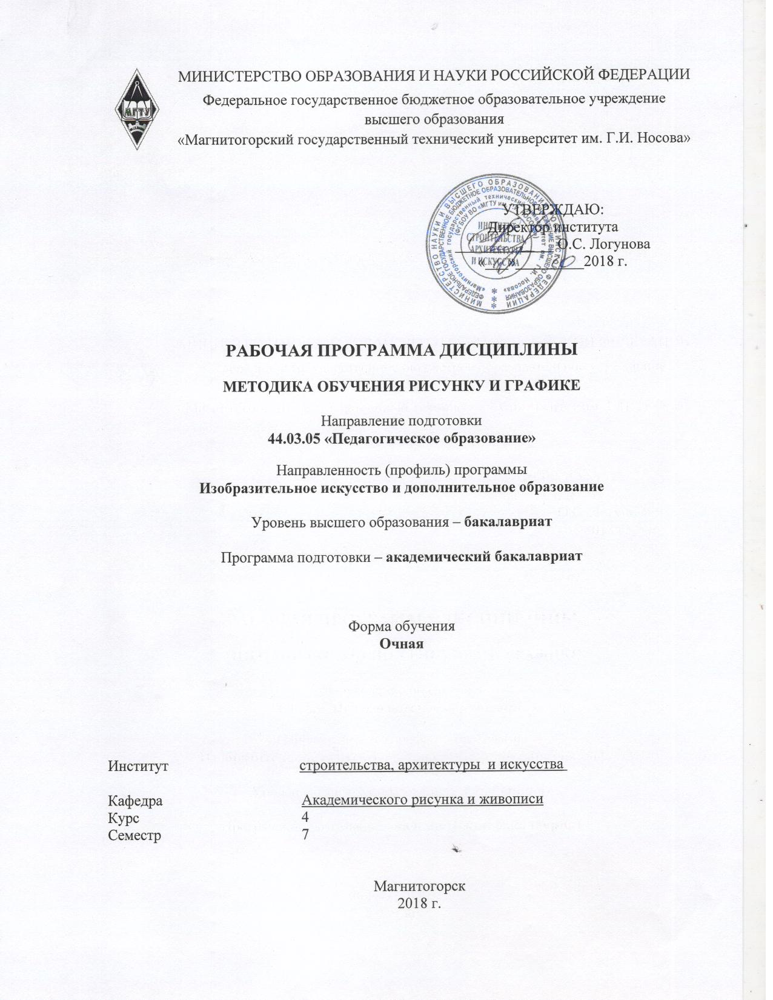 МГТУ
МИНИСТЕРСТВО ОБРАЗОВАНИЯ И НАУКИ РОССИЙСКОЙ ФЕДЕРАЦИИ
Федеральное государственное бюджетное образовательное учреждение
высшего образования
«Магнитогорский государственный технический университет им. Г.И. Носова»
УТВЕРЖДАЮ:
Директор института
О.С. Логунова
«___»_________2018 г.
МИНИСТЕРСТВО НАУКИ И ВЫСШЕГО ОБРАЗОВАНИЯ РОССИЙСКОЙ ФЕДЕРАЦИИ
ФЕДЕРАЛЬНОЕ ГОСУДАРСТВЕННОЕ БЮДЖЕТНОЕ ОБРАЗОВАТЕЛЬНОЕ УЧРЕЖДЕНИЕ ВЫСШЕГО ОБРАЗОВАНИЯ
«Магнитогорский государственный технический университет им. Г.И. Носова»
(ФГБОУ ВО «МГТУ им. Г.И. Носова»)
ИНСТИТУТ
СТРОИТЕЛЬСТВА,
АРХИТЕКТУРЫ
И ИСКУССТВА
РАБОЧАЯ ПРОГРАММА ДИСЦИПЛИНЫ
МЕТОДИКА ОБУЧЕНИЯ РИСУНКУ И ГРАФИКЕ
Направление подготовки
44.03.05 «Педагогическое образование»
Направленность (профиль) программы
Изобразительное искусство и дополнительное образование
Уровень высшего образования – бакалавриат
Программа подготовки – академический бакалавриат
Форма обучения
Очная
Институт строительства, архитектуры и искусства
Кафедра Академического рисунка и живописи
Курс 4
Семестр 7
Магнитогорск
2018 г.